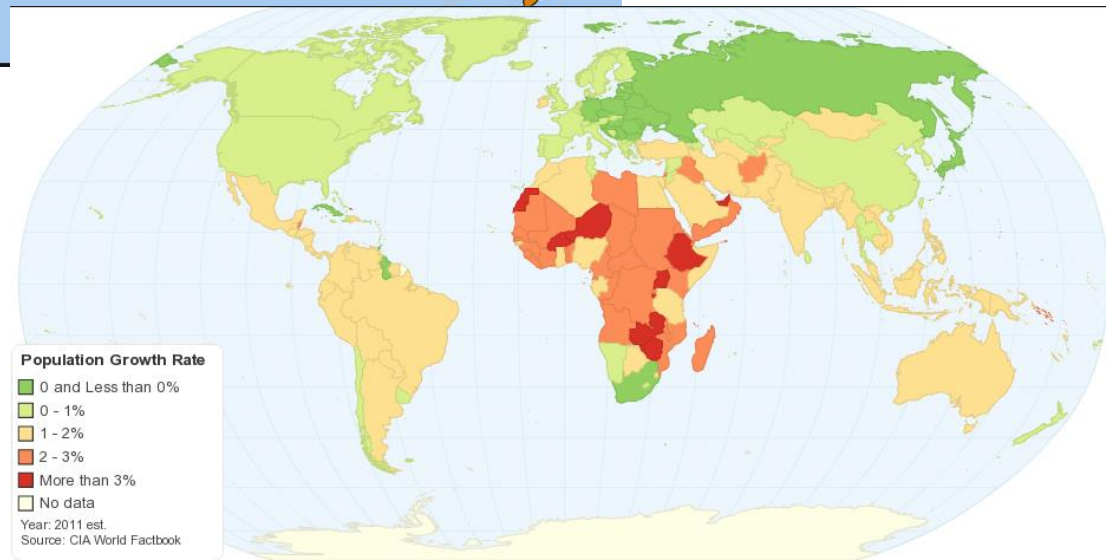 Population Growth Rate
0 and Less than 0%
0 - 1%
1 - 2%
2 - 3%
More than 3%
No data
Year: 2011 est.
Source: CIA World Factbook